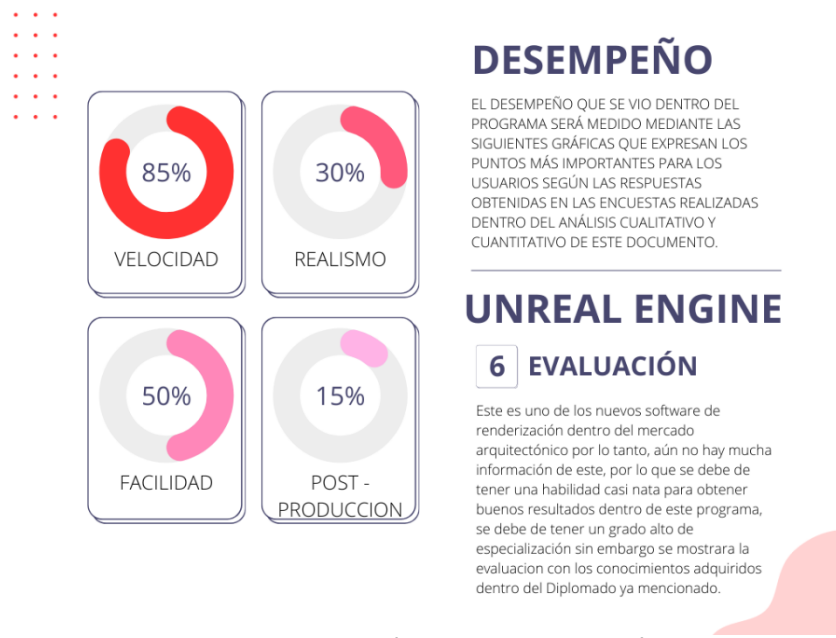 85%
VELOCIDAD
30%
REALISMO
50%
FACILIDAD
15%
POST -
PRODUCCION
DESEMPEÑO
EL DESEMPEÑO QUE SE VIO DENTRO DEL
PROGRAMA SERÁ MEDIDO MEDIANTE LAS
SIGUIENTES GRÁFICAS QUE EXPRESAN LOS
PUNTOS MÁS IMPORTANTES PARA LOS
USUARIOS SEGÚN LAS RESPUESTAS
OBTENIDAS EN LAS ENCUESTAS REALIZADAS
DENTRO DEL ANÁLISIS CUALITATIVO Y
CUANTITATIVO DE ESTE DOCUMENTO.
UNREAL ENGINE
6 EVALUACIÓN
Este es uno de los nuevos software de
renderización dentro del mercado
arquitectónico por lo tanto, aún no hay mucha
información de este, por lo que se debe de
tener una habilidad casi nata para obtener
buenos resultados dentro de este programa,
se debe de tener un grado alto de
especialización sin embargo se mostrara la
evaluacion con los conocimientos adquiridos
dentro del Diplomado ya mencionado.